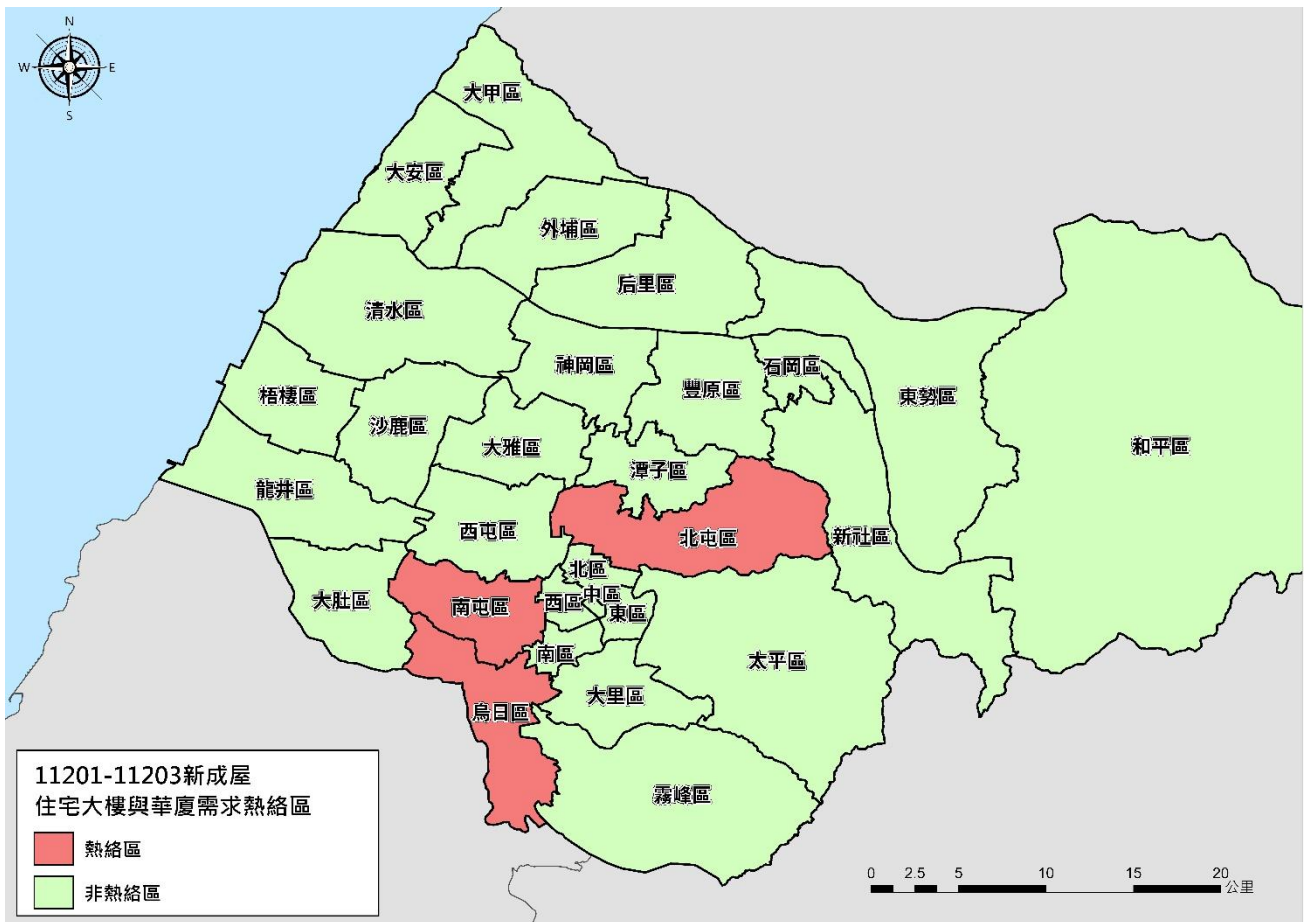 N
W
E
S
大甲區
大安區
外埔區
后里區
清水區
神岡區
豐原區
石岡區
東勢區
和平區
梧棲區
沙鹿區
大雅區
潭子區
龍井區
西屯區
北屯區
新社區
北區
大肚區
南屯區
西區
中區
東區
南區
太平區
大里區
烏日區
霧峰區
11201-11203新成屋
住宅大樓與華廈需求熱絡區
熱絡區
非熱絡區
0 2.5 5 10 15 20
公里